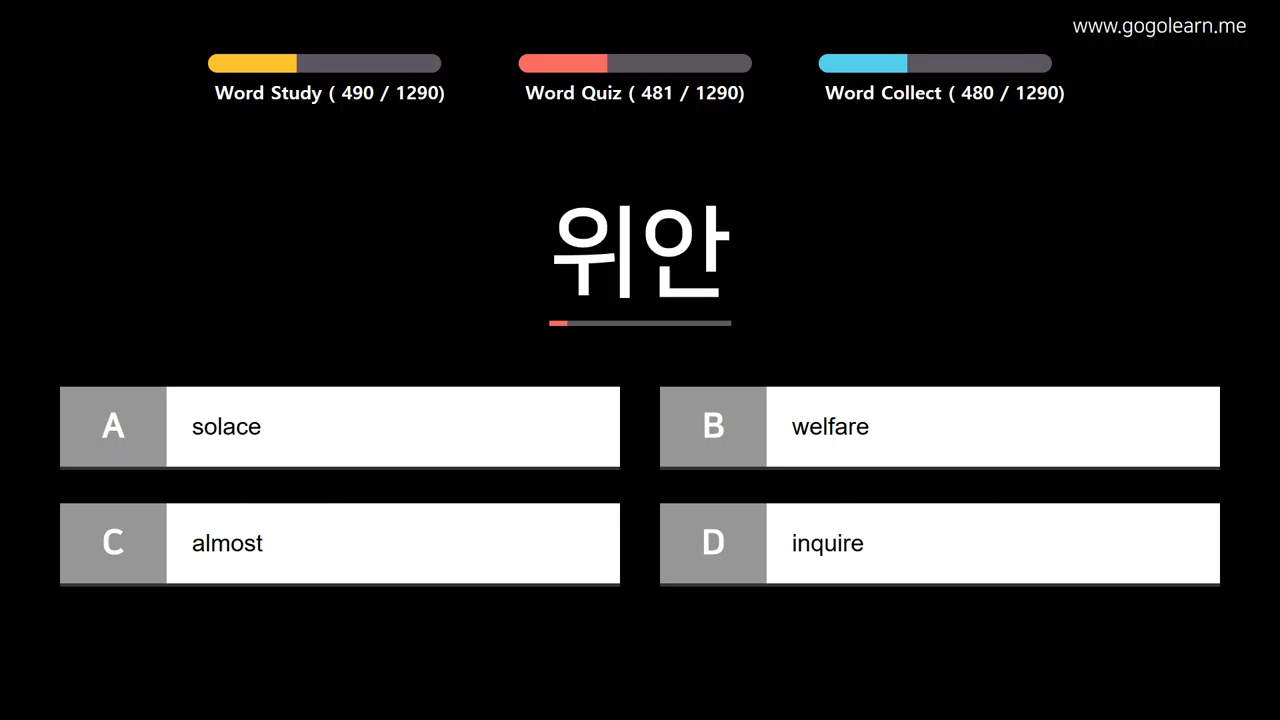 www.gogolearn.me
Word Study ( 490 / 1290)
Word Quiz ( 481 / 1290)
Word Collect ( 480 / 1290)
위안
A solace
B welfare
C almost
D inquire